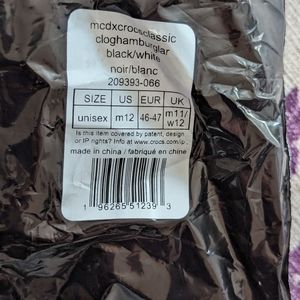 mcdxcrocsclassic
cloghamburglar
black/white
noir/blanc
209393-066
SIZE US EUR UK
unisex m12 46-47 m11/
w12
Is this item covered by patent, design
or IP rights? Info at www.crocs.com/ip
made in china / fabriqué en chine
1 96265 51239 3